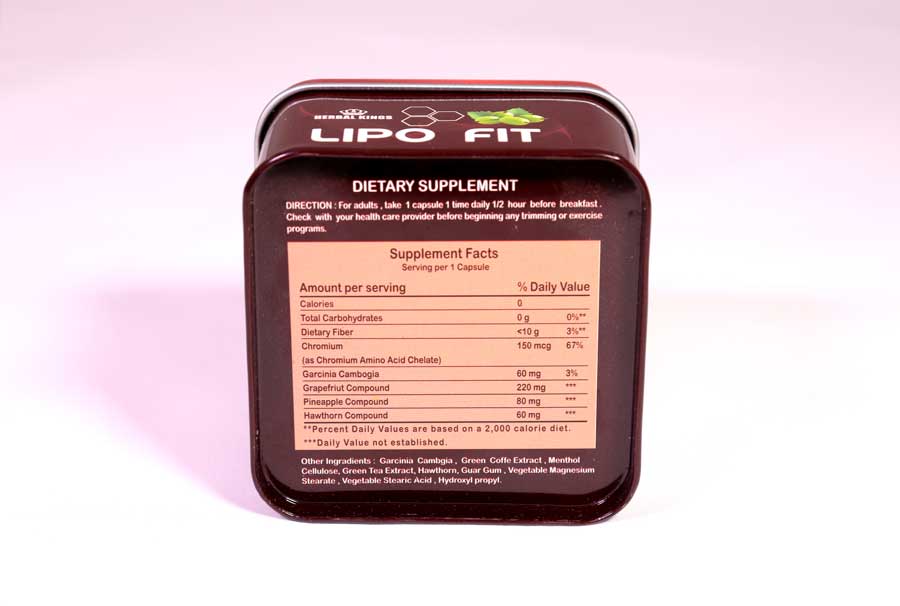 HERBAL KINGS
LIPO FIT
DIETARY SUPPLEMENT
DIRECTION : For adults , take 1 capsule 1 time daily 1/2 hour before breakfast .
Check with your health care provider before beginning any trimming or exercise
programs.
Supplement Facts
Serving per 1 Capsule
Amount per serving % Daily Value
Calories 0
Total Carbohydrates 0 g 0%**
Dietary Fiber <10 g 3%**
Chromium 150 mcg 67%
(as Chromium Amino Acid Chelate)
Garcinia Cambogia 60 mg 3%
Grapefriut Compound 220 mg ***
Pineapple Compound 80 mg ***
Hawthorn Compound 60 mg ***
**Percent Daily Values are based on a 2,000 calorie diet.
***Daily Value not established.
Other Ingredients : Garcinia Cambgia , Green Coffe Extract , Menthol
Cellulose, Green Tea Extract, Hawthorn, Guar Gum , Vegetable Magnesium
Stearate , Vegetable Stearic Acid , Hydroxyl propyl.